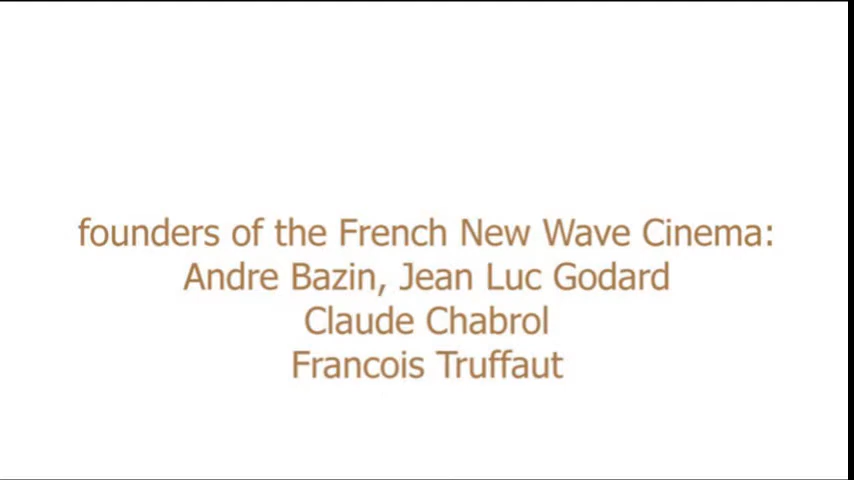 founders of the French New Wave Cinema:
Andre Bazin, Jean Luc Godard
Claude Chabrol
Francois Truffaut